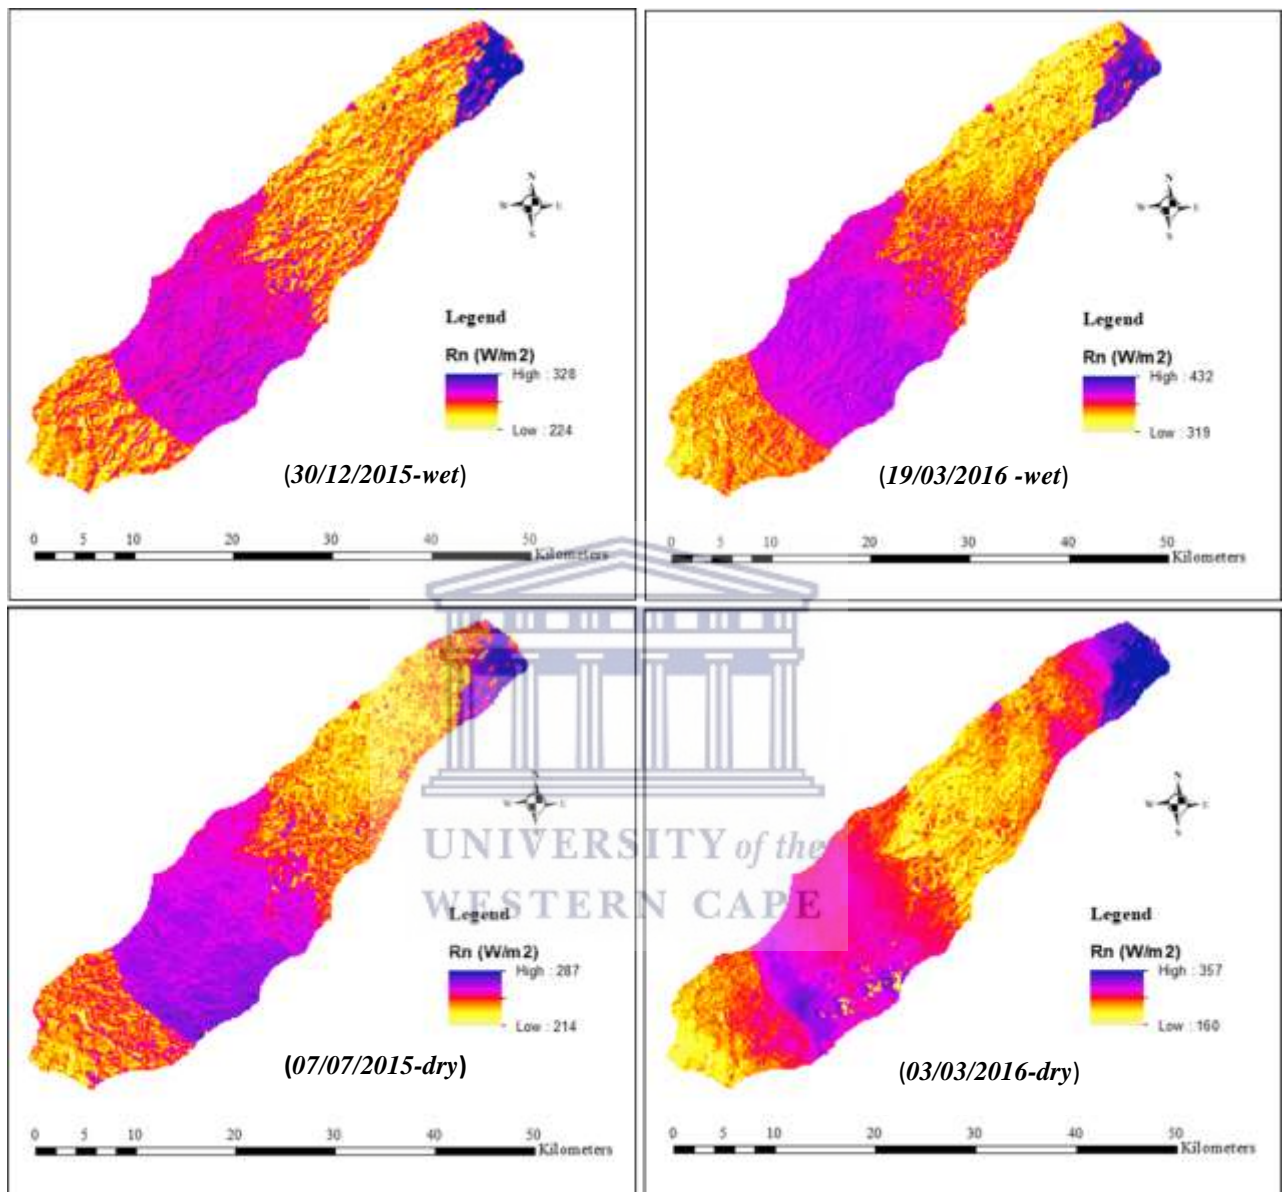 N
W E
S
Legend
Rn (W/m2)
High : 328
Low : 224
(30/12/2015-wet)
0 5 10 20 30 40 50
Kilometers
N
W E
S
Legend
Rn (W/m2)
High : 432
Low : 319
(19/03/2016 -wet)
0 5 10 20 30 40 50
Kilometers
N
W E
S
Legend
Rn (W/m2)
High : 287
Low : 214
(07/07/2015-dry)
0 5 10 20 30 40 50
Kilometers
N
W E
S
Legend
Rn (W/m2)
High : 357
Low : 160
(03/03/2016-dry)
0 5 10 20 30 40 50
Kilometers
UNIVERSITY of the
WESTERN CAPE